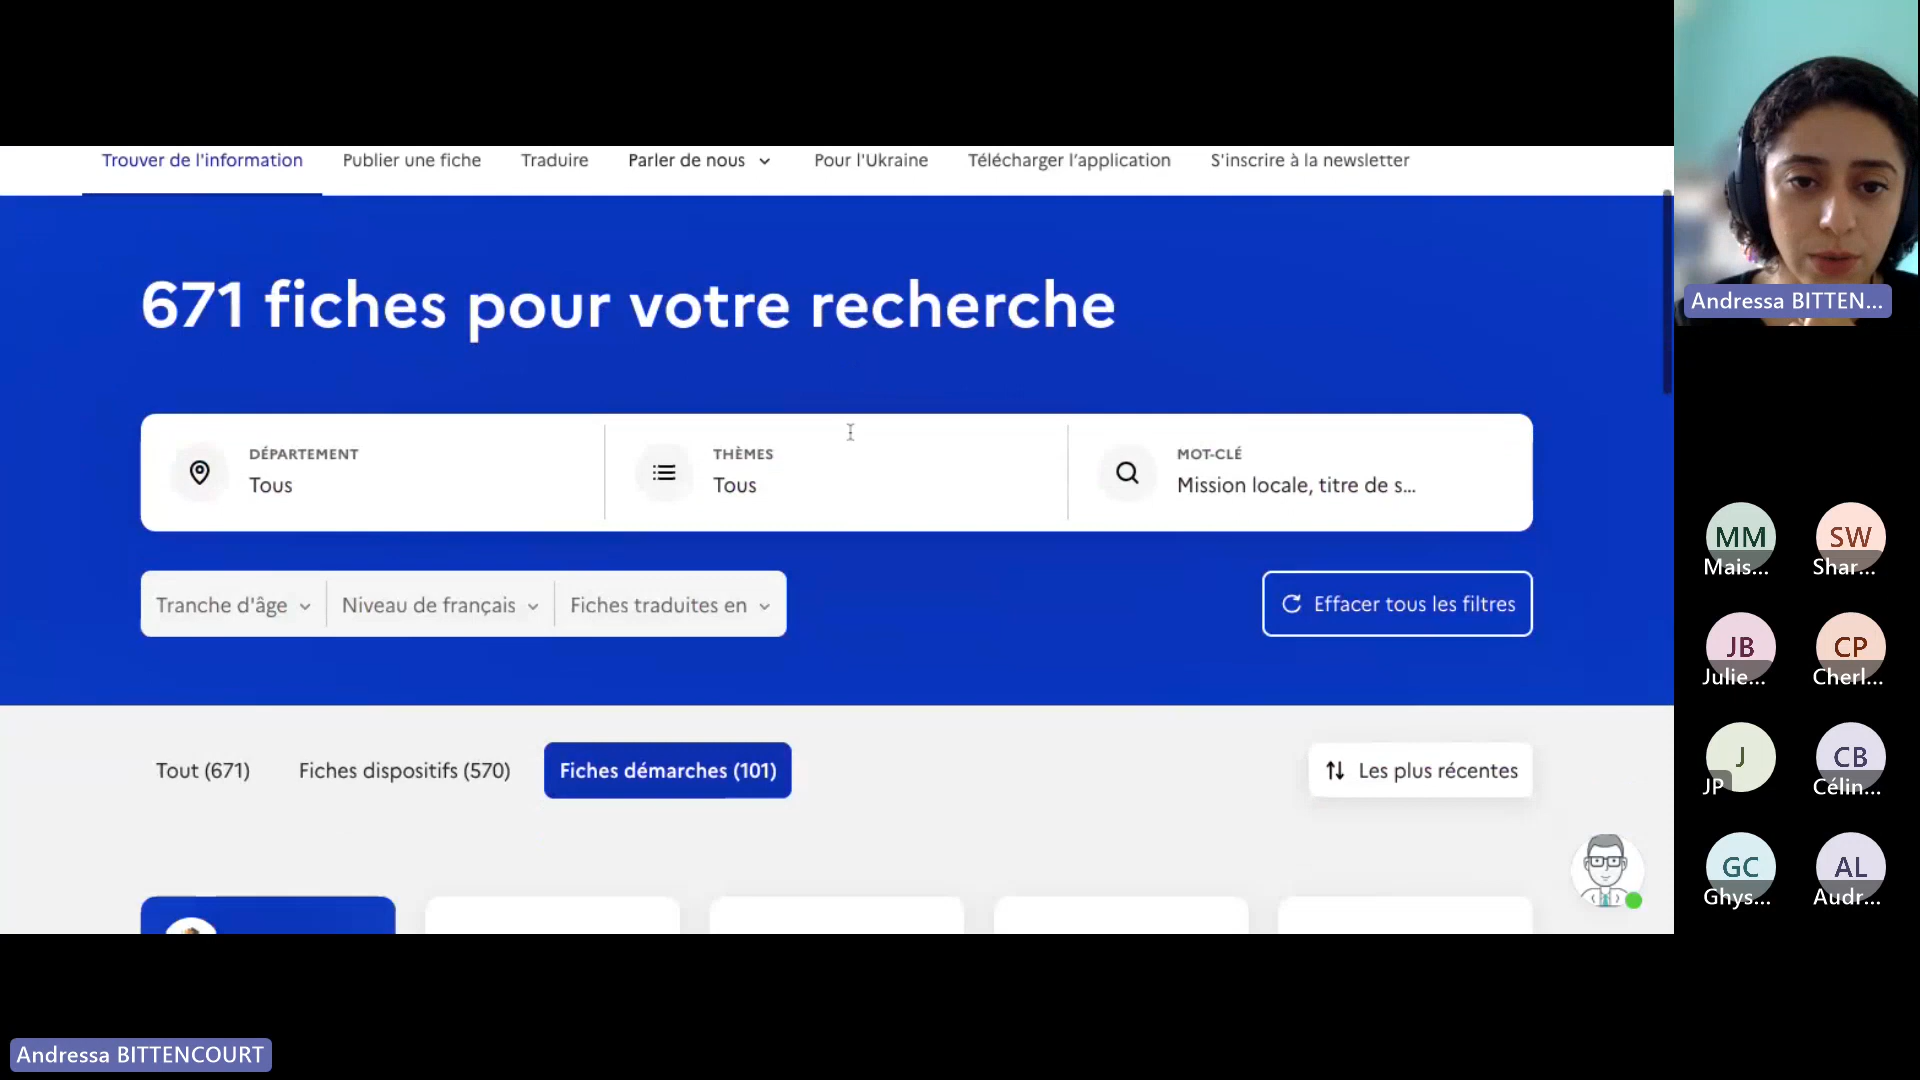 Trouver de l'information
Publier une fiche
Traduire
Parler de nous
Pour l'Ukraine
Télécharger l’application
S'inscrire à la newsletter
671 fiches pour votre recherche
DÉPARTEMENT
Tous
THÈMES
Tous
MOT-CLÉ
Mission locale, titre de s...
Tranche d'âge
Niveau de français
Fiches traduites en
Effacer tous les filtres
Tout (671)
Fiches dispositifs (570)
Fiches démarches (101)
Les plus récentes
Andressa BITTEN...
MM
Mais...
SW
Shar...
JB
Julie...
CP
Cherl...
J
JP
CB
Célin...
GC
Ghys...
AL
Audr...
Andressa BITTENCOURT